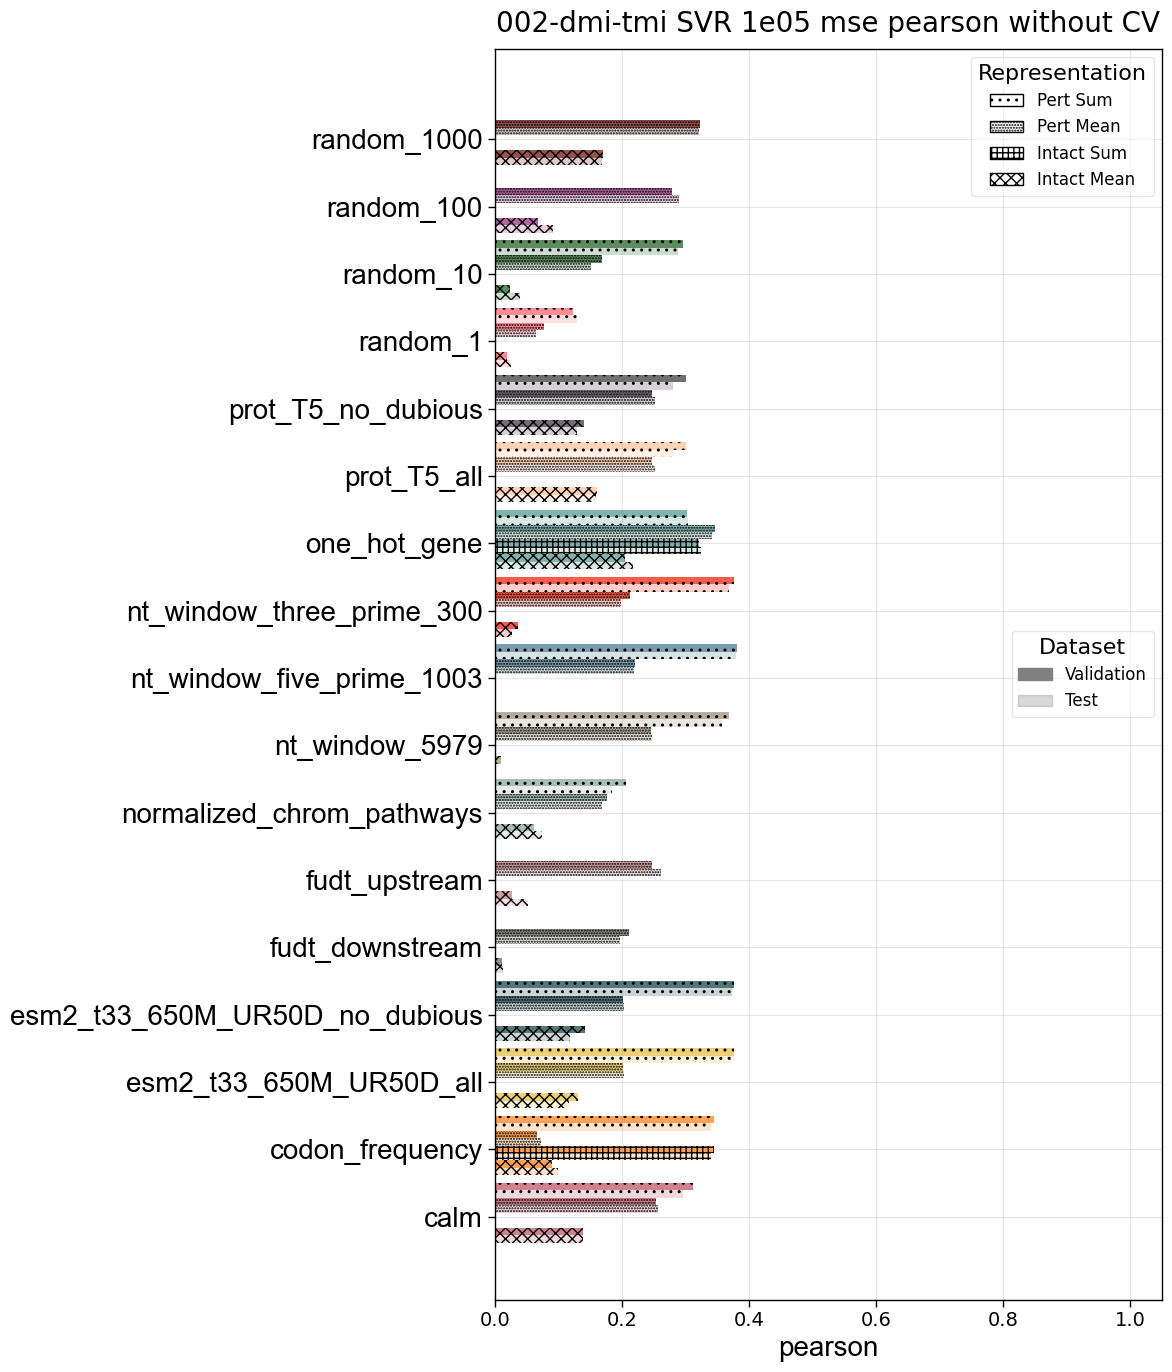 002-dmi-tmi SVR 1e05 mse pearson without CV
Representation
Pert Sum
Pert Mean
Intact Sum
Intact Mean
random_1000
random_100
random_10
random_1
prot_T5_no_dubious
prot_T5_all
one_hot_gene
nt_window_three_prime_300
nt_window_five_prime_1003
nt_window_5979
normalized_chrom_pathways
fudt_upstream
fudt_downstream
esm2_t33_650M_UR50D_no_dubious
esm2_t33_650M_UR50D_all
codon_frequency
calm
Dataset
Validation
Test
0.0 0.2 0.4 0.6 0.8 1.0
pearson